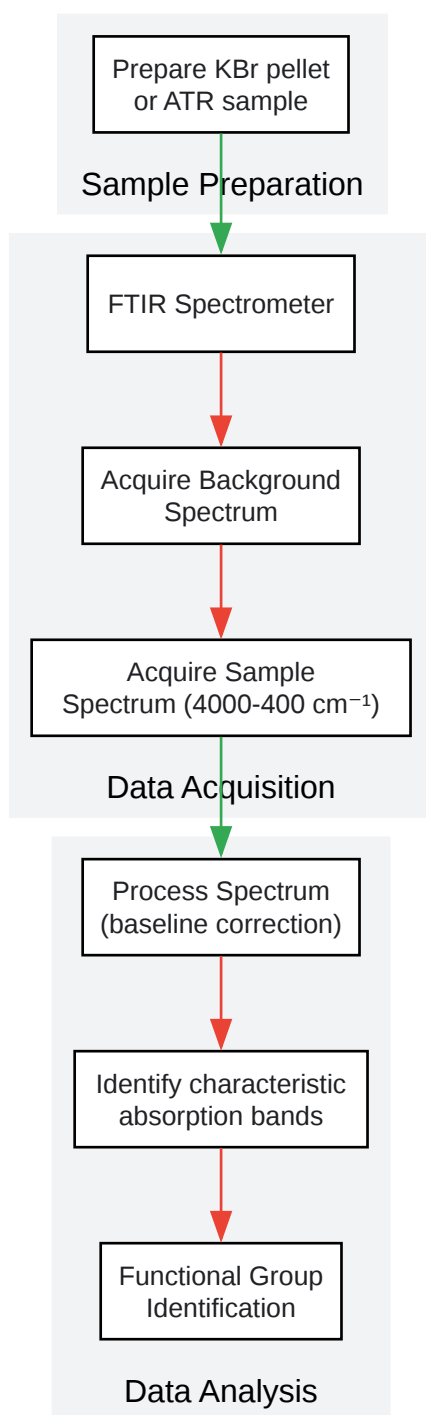 Prepare KBr pellet
or ATR sample
Sample Preparation
FTIR Spectrometer
Acquire Background
Spectrum
Acquire Sample
Spectrum (4000-400 cm⁻¹)
Data Acquisition
Process Spectrum
(baseline correction)
Identify characteristic
absorption bands
Functional Group
Identification
Data Analysis